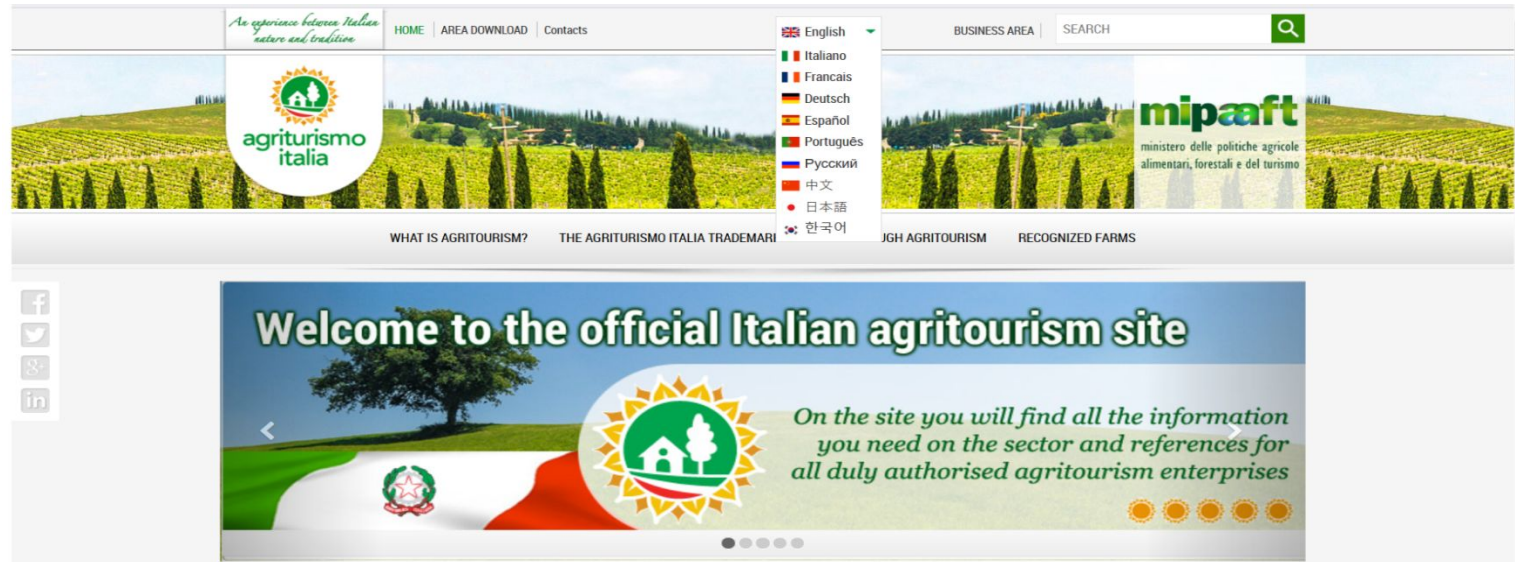 An experience between Italian
nature and tradition
HOME
AREA DOWNLOAD
Contacts
English
Italiano
Francais
Deutsch
Español
Português
Русский
中文
日本語
한국어
BUSINESS AREA
SEARCH
agriturismo
italia
mipaaft
ministero delle politiche agricole
alimentari, forestali e del turismo
WHAT IS AGRITOURISM?
THE AGRITURISMO ITALIA
AGRITOURISM
RECOGNIZED FARMS
f
8+
in
Welcome to the official Italian agritourism site
On the site you will find all the information
you need on the sector and references for
all duly authorised agritourism enterprises